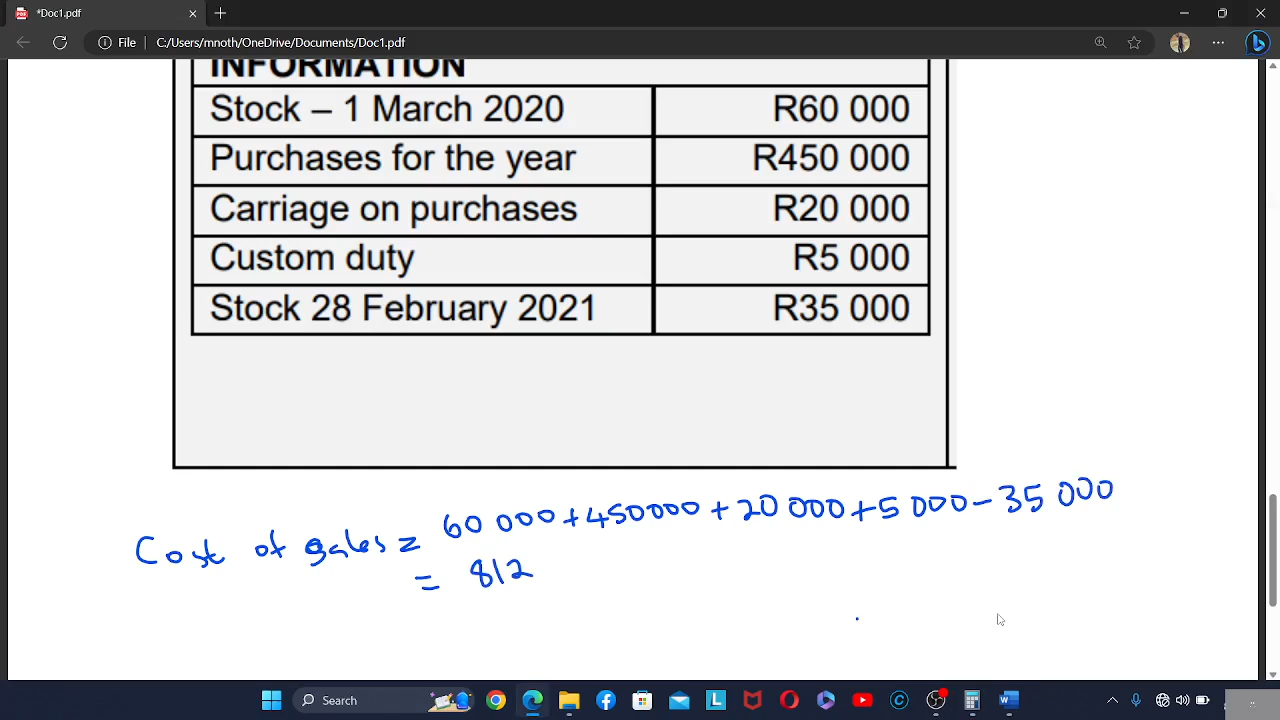 *Doc1.pdf
File C:/Users/mnoth/OneDrive/Documents/Doc1.pdf
INFORMATION
Stock – 1 March 2020 R60 000
Purchases for the year R450 000
Carriage on purchases R20 000
Custom duty R5 000
Stock 28 February 2021 R35 000
Cost of sales = 60 000 + 450000 + 20 000 + 5 000 - 35 000
= 812
Search